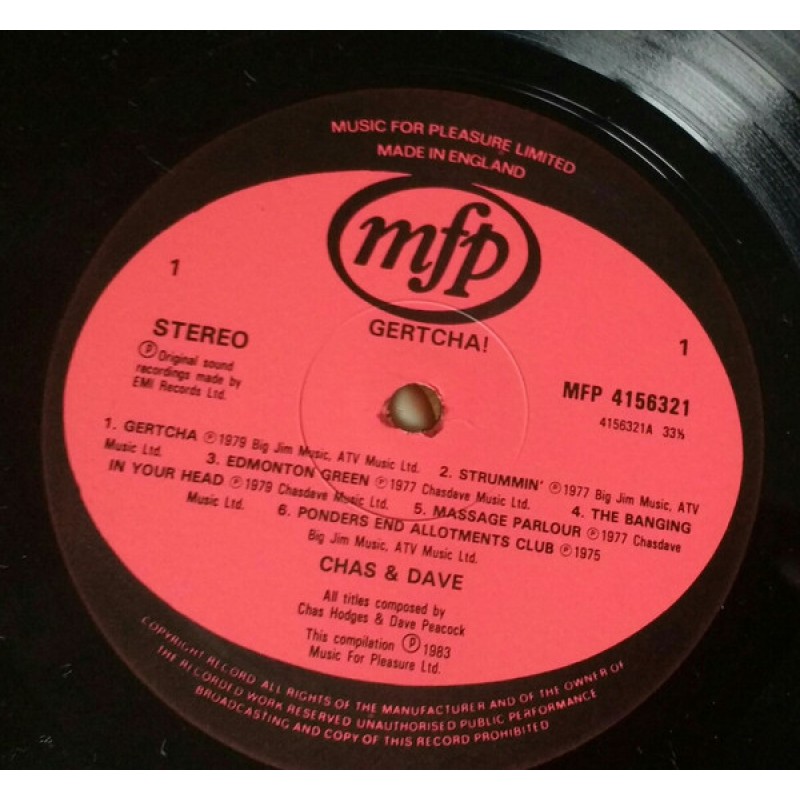 MUSIC FOR PLEASURE LIMITED
MADE IN ENGLAND
mfp
GERTCHA!
1
1
STEREO
Ⓟ Original sound
recordings made by
EMI Records Ltd.
MFP 4156321
4156321A 33⅓
1. GERTCHA Ⓟ 1979 Big Jim Music, ATV Music Ltd. 2. STRUMMIN' Ⓟ 1977 Big Jim Music, ATV
Music Ltd. 3. EDMONTON GREEN Ⓟ 1977 Chasdave Music Ltd. 4. THE BANGING
IN YOUR HEAD Ⓟ 1979 Chasdave Music Ltd. 5. MASSAGE PARLOUR Ⓟ 1977 Chasdave
Music Ltd. 6. PONDERS END ALLOTMENTS CLUB Ⓟ 1975
Big Jim Music, ATV Music Ltd.
CHAS & DAVE
All titles composed by
Chas Hodges & Dave Peacock
This compilation Ⓟ 1983
Music For Pleasure Ltd.
COPYRIGHT RECORD ALL RIGHTS OF THE MANUFACTURER AND OF THE OWNER OF
THE RECORDED WORK RESERVED UNAUTHORISED PUBLIC PERFORMANCE
BROADCASTING AND COPY OF THIS RECORD PROHIBITED